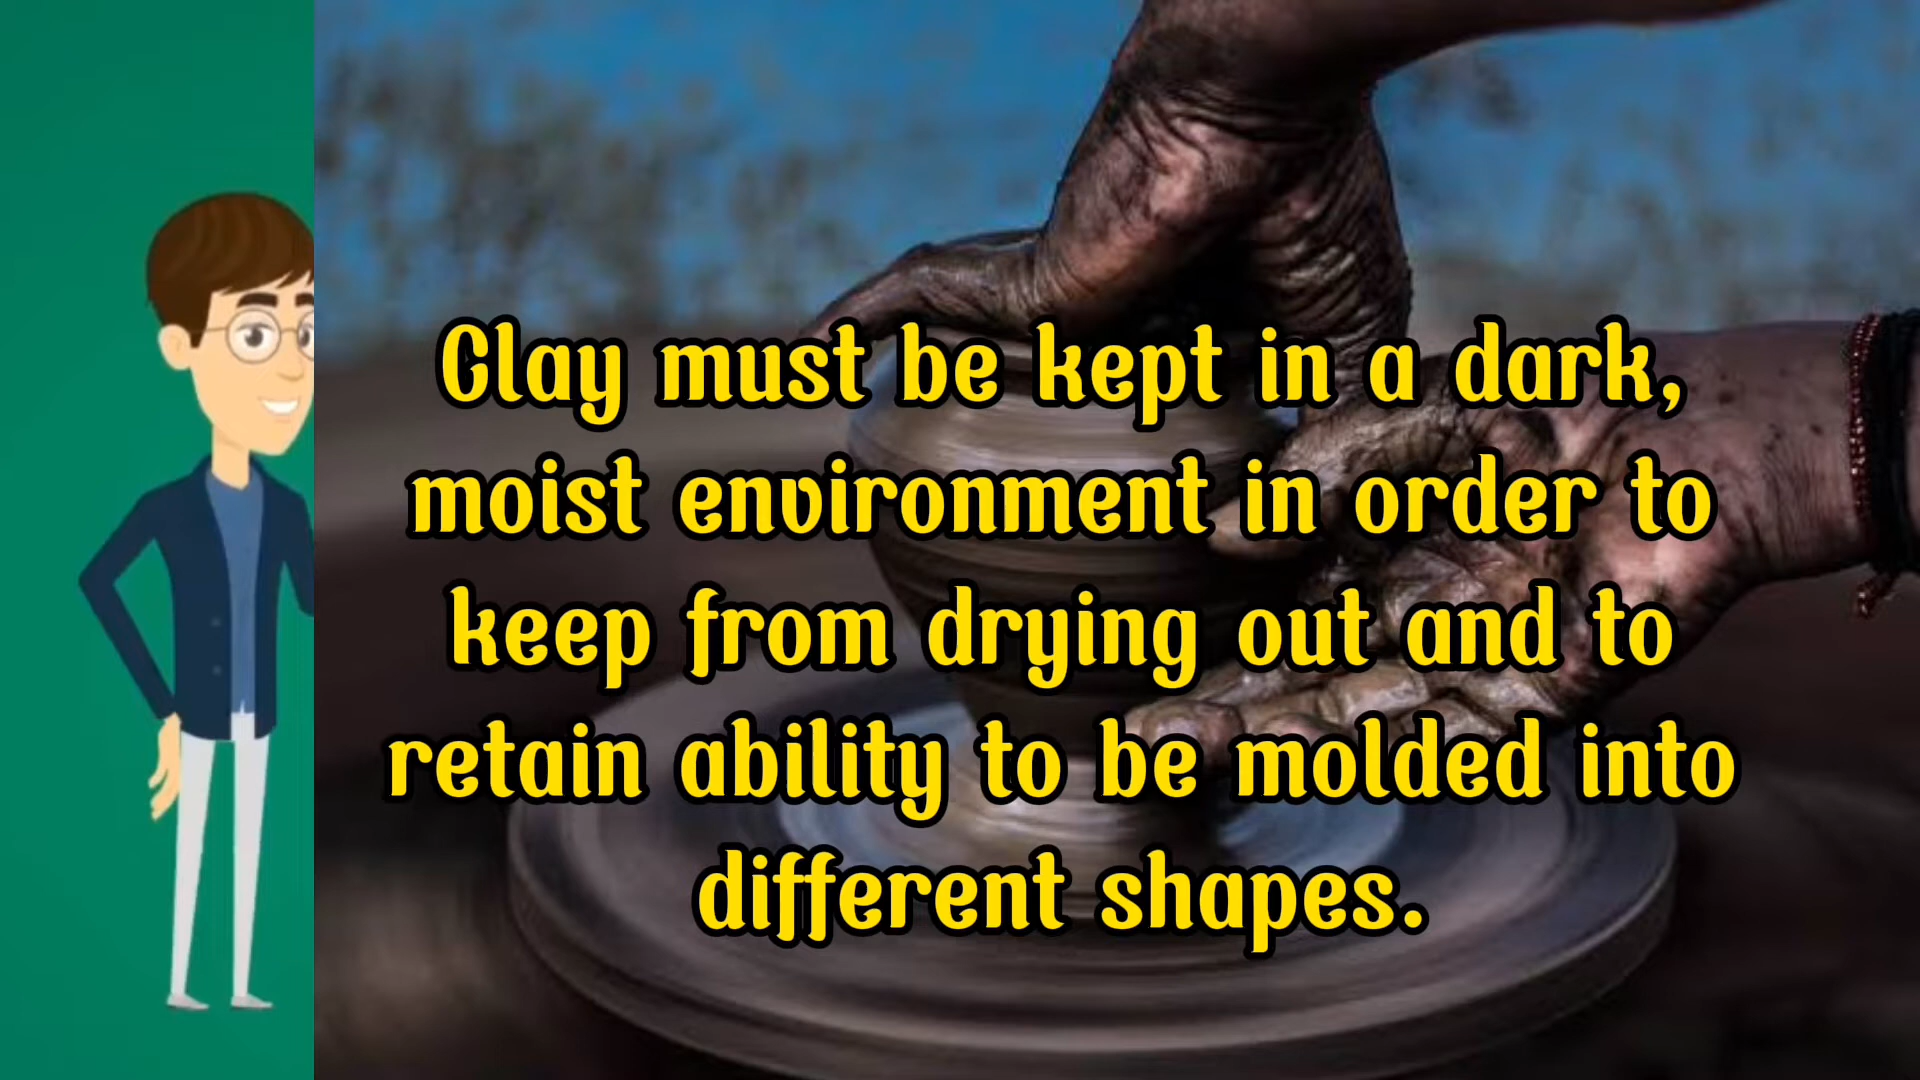 Clay must be kept in a dark,
moist environment in order to
keep from drying out and to
retain ability to be molded into
different shapes.